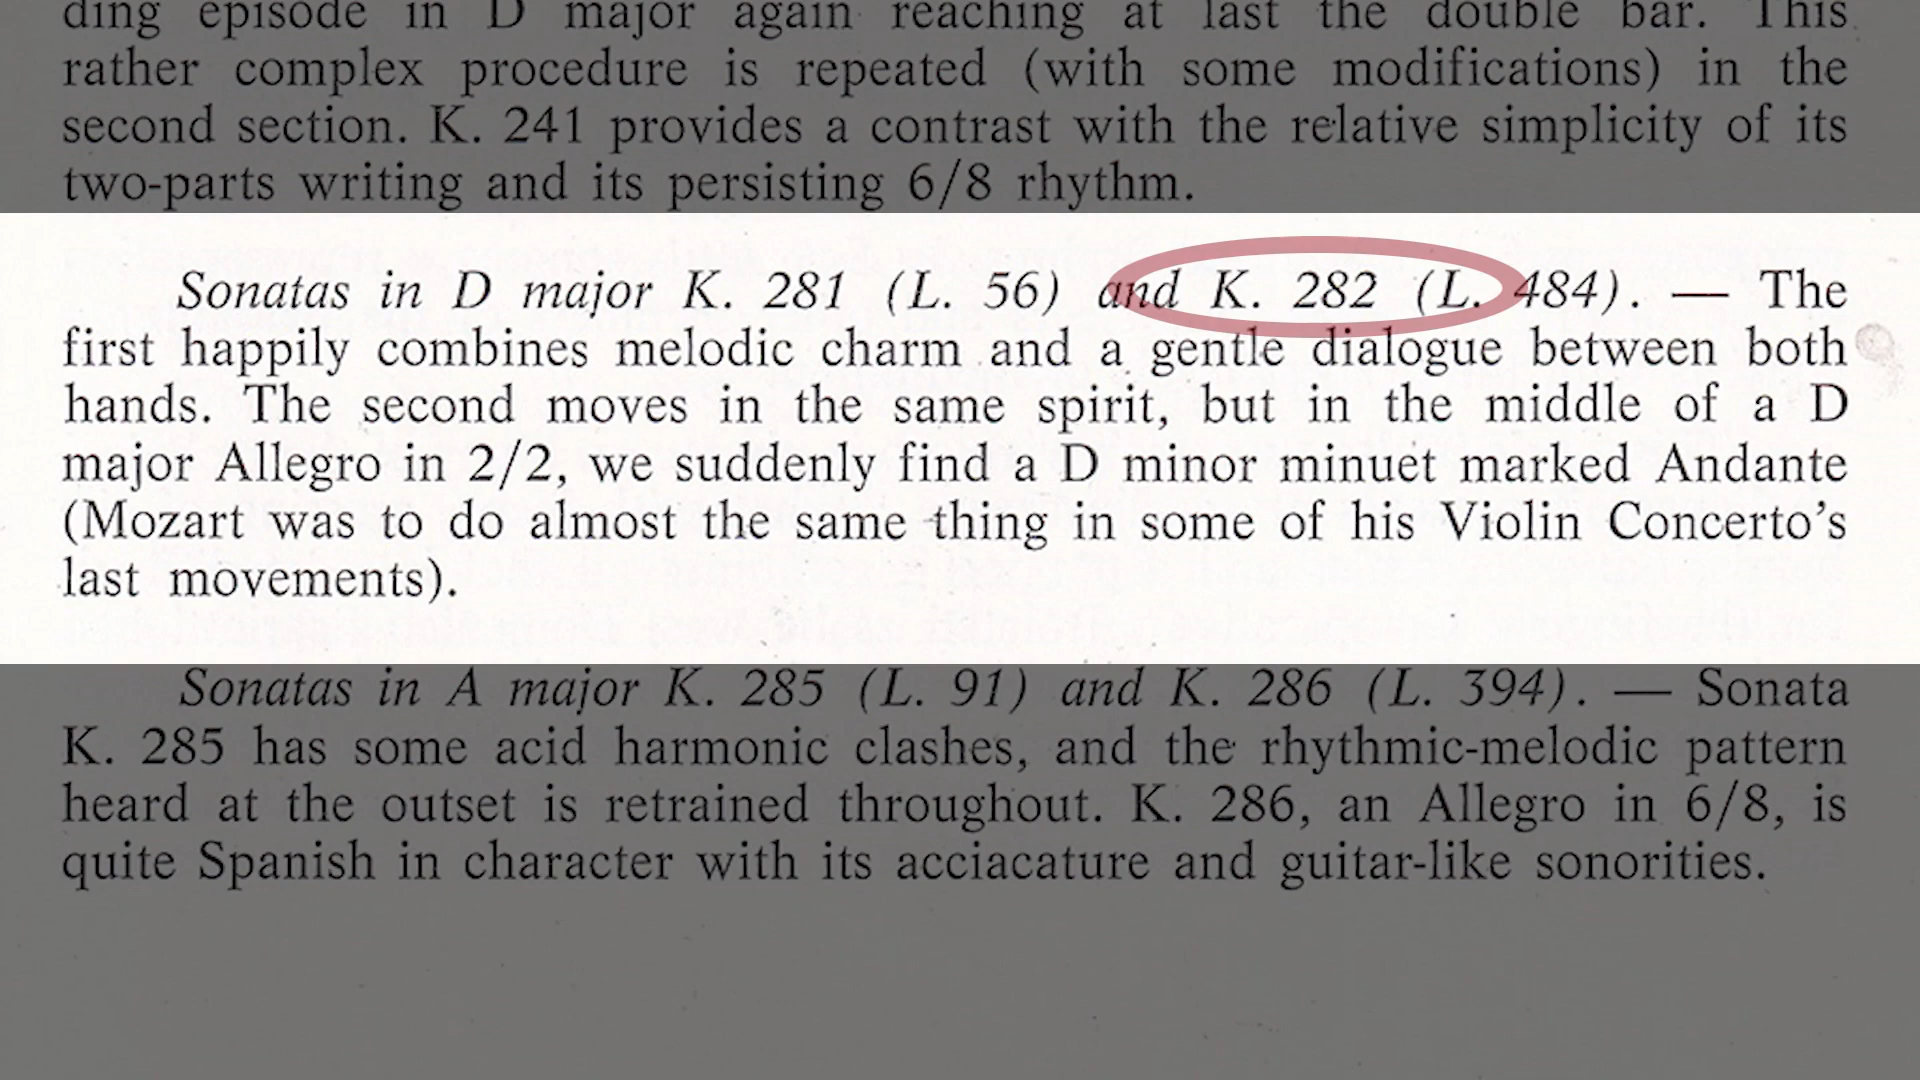 ding episode in D major again reaching at last the double bar. This
rather complex procedure is repeated (with some modifications) in the
second section. K. 241 provides a contrast with the relative simplicity of its
two-parts writing and its persisting 6/8 rhythm.
Sonatas in D major K. 281 (L. 56) and K. 282 (L. 484). — The
first happily combines melodic charm and a gentle dialogue between both
hands. The second moves in the same spirit, but in the middle of a D
major Allegro in 2/2, we suddenly find a D minor minuet marked Andante
(Mozart was to do almost the same thing in some of his Violin Concerto's
last movements).
Sonatas in A major K. 285 (L. 91) and K. 286 (L. 394). — Sonata
K. 285 has some acid harmonic clashes, and the rhythmic-melodic pattern
heard at the outset is retrained throughout. K. 286, an Allegro in 6/8, is
quite Spanish in character with its acciacature and guitar-like sonorities.